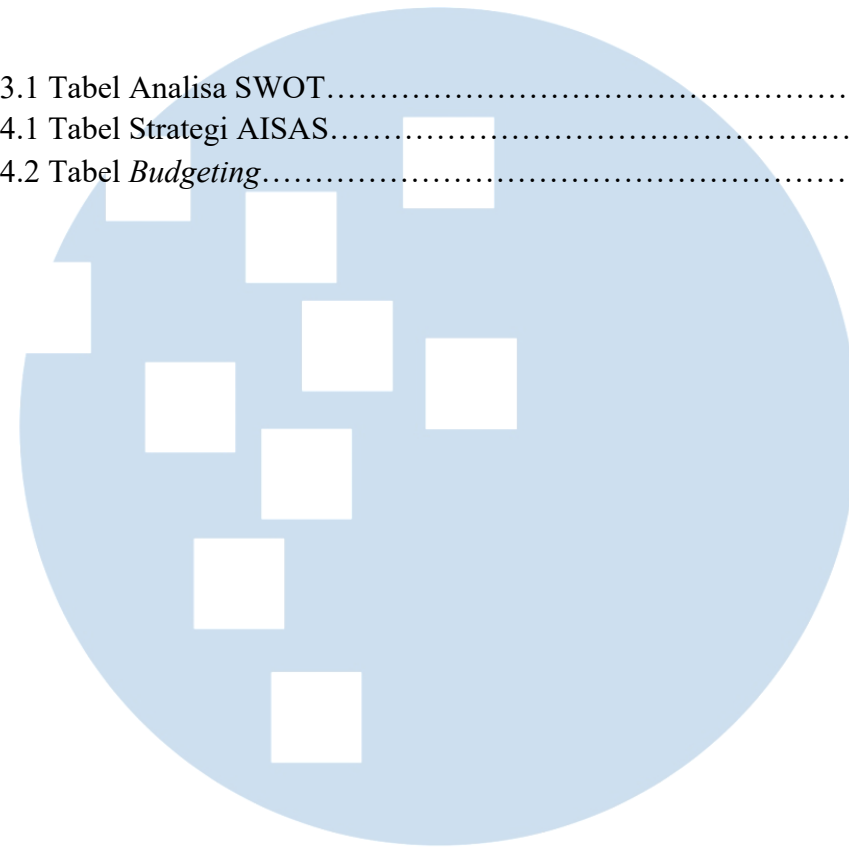 3.1 Tabel Analisa SWOT……………………………………………
4.1 Tabel Strategi AISAS……………………………………………
4.2 Tabel Budgeting…………………………………………………